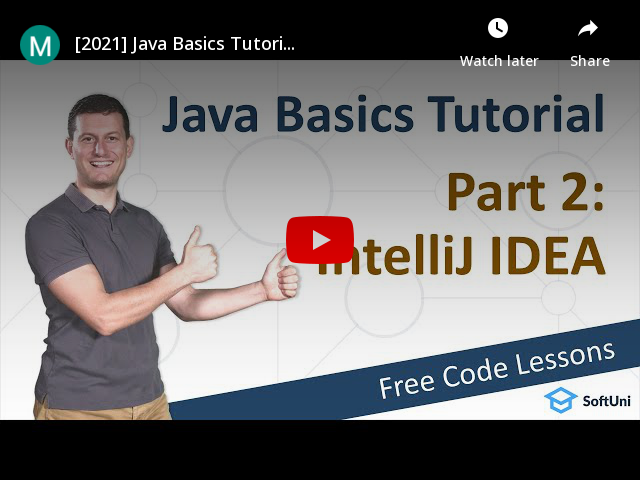 M
[2021] Java Basics Tutori...
Watch later
Share
Java Basics Tutorial
Part 2:
IntelliJ IDEA
Free Code Lessons
SoftUni